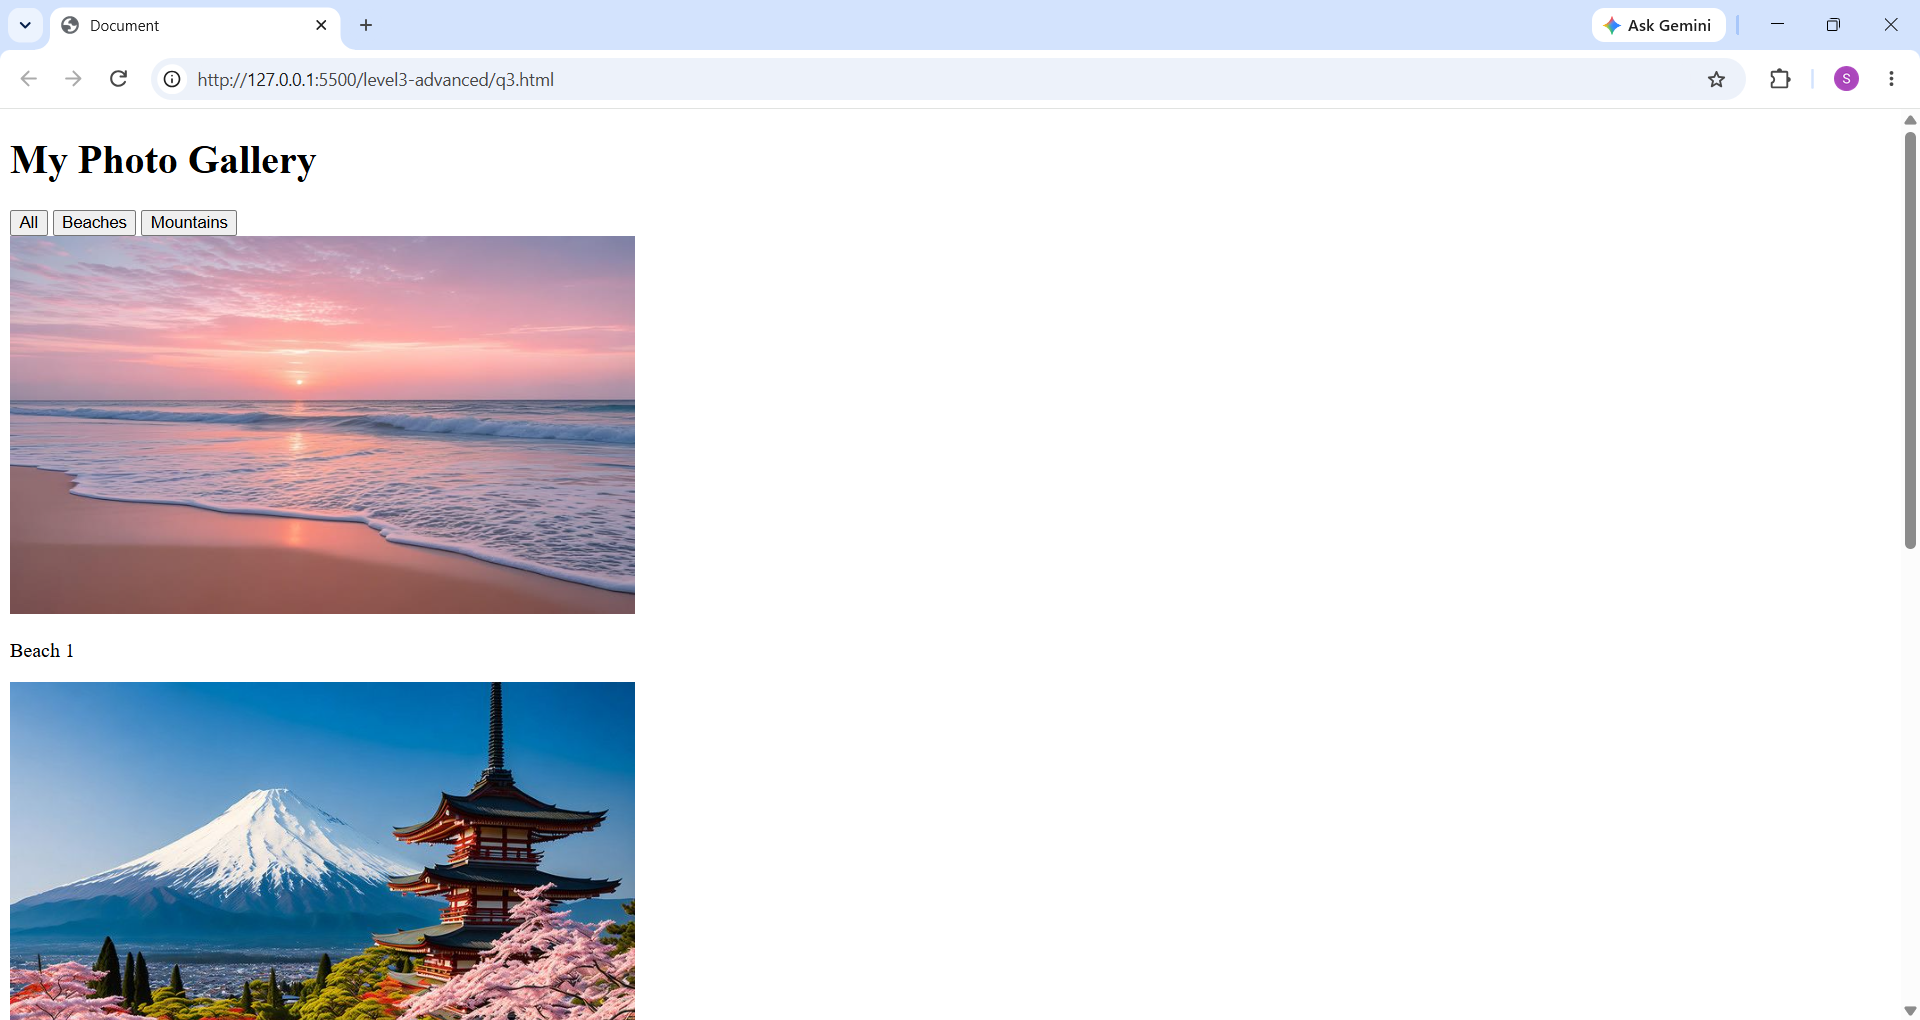 Document
Ask Gemini
http://127.0.0.1:5500/level3-advanced/q3.html
S
My Photo Gallery
All Beaches Mountains
Beach 1